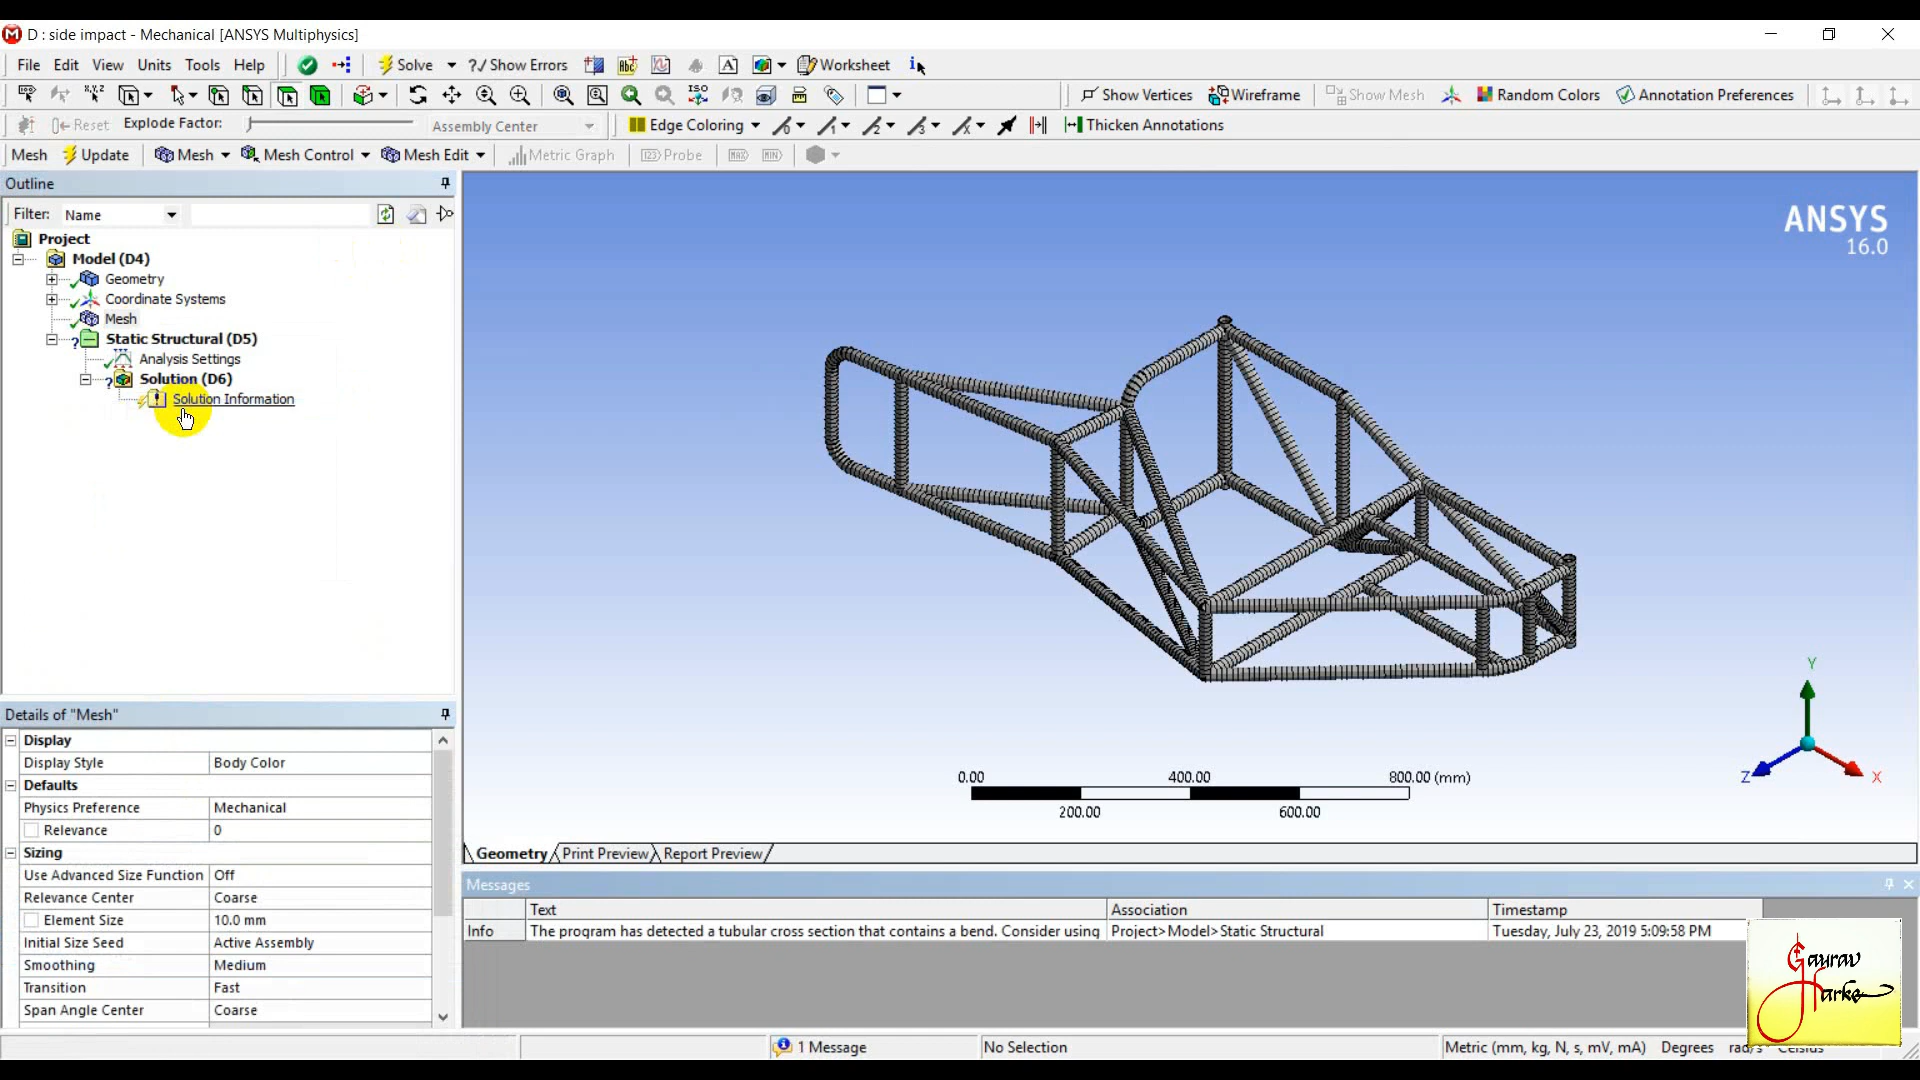 D : side impact - Mechanical [ANSYS Multiphysics]
File Edit View Units Tools Help Solve ?/ Show Errors Worksheet
Show Vertices Wireframe Show Mesh Random Colors Annotation Preferences
Reset Explode Factor: Assembly Center Edge Coloring Thicken Annotations
Mesh Update Mesh Mesh Control Mesh Edit Metric Graph Probe MAX MIN
Outline
Filter: Name
Project
Model (D4)
Geometry
Coordinate Systems
Mesh
Static Structural (D5)
Analysis Settings
Solution (D6)
Solution Information
ANSYS
16.0
Y
Z
X
0.00 400.00 800.00 (mm)
200.00 600.00
Details of "Mesh"
Display
Display Style Body Color
Defaults
Physics Preference Mechanical
Relevance 0
Sizing
Use Advanced Size Function Off
Relevance Center Coarse
Element Size 10.0 mm
Initial Size Seed Active Assembly
Smoothing Medium
Transition Fast
Span Angle Center Coarse
Geometry Print Preview Report Preview
Messages
Text Association Timestamp
Info The program has detected a tubular cross section that contains a bend. Consider using Project>Model>Static Structural Tuesday, July 23, 2019 5:09:58 PM
Gaurav
Harke
1 Message No Selection Metric (mm, kg, N, s, mV, mA) Degrees rad/s Celsius